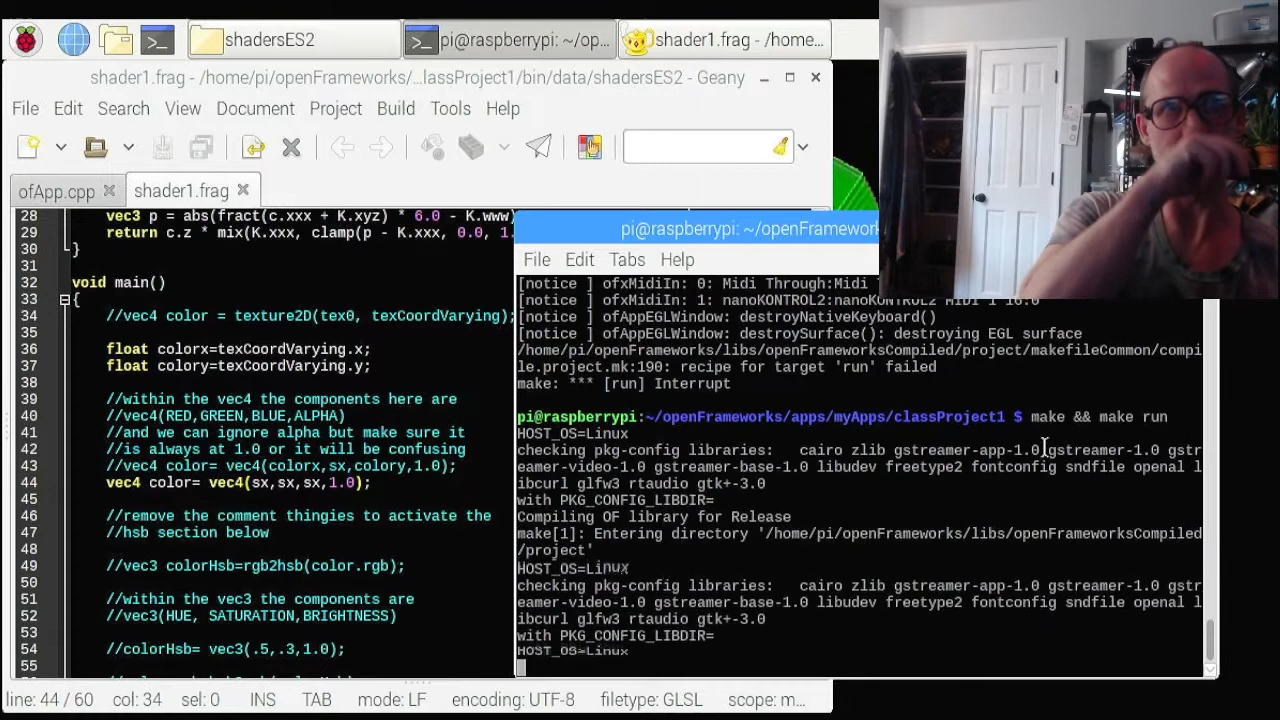 shadersES2
pi@raspberrypi: ~/op...
shader1.frag - /home...
shader1.frag - /home/pi/openFrameworks/...lassProject1/bin/data/shadersES2 - Geany
File Edit Search View Document Project Build Tools Help
ofApp.cpp
shader1.frag
28 vec3 p = abs(fract(c.xxx + K.xyz) * 6.0 - K.www)
29 return c.z * mix(K.xxx, clamp(p - K.xxx, 0.0, 1.
30 }
31
32 void main()
33 {
34 //vec4 color = texture2D(tex0, texCoordVarying);
35
36 float colorx=texCoordVarying.x;
37 float colory=texCoordVarying.y;
38
39 //within the vec4 the components here are
40 //vec4(RED,GREEN,BLUE,ALPHA)
41 //and we can ignore alpha but make sure it
42 //is always at 1.0 or it will be confusing
43 //vec4 color= vec4(colorx,sx,colory,1.0);
44 vec4 color= vec4(sx,sx,sx,1.0);
45
46 //remove the comment thingies to activate the
47 //hsb section below
48
49 //vec3 colorHsb=rgb2hsb(color.rgb);
50
51 //within the vec3 the components are
52 //vec3(HUE, SATURATION,BRIGHTNESS)
53
54 //colorHsb= vec3(.5,.3,1.0);
55
line: 44 / 60 col: 34 sel: 0 INS TAB mode: LF encoding: UTF-8 filetype: GLSL scope: m...
pi@raspberrypi: ~/openFramework
File Edit Tabs Help
[notice ] ofxMidiIn: 0: Midi Through:Midi
[notice ] ofxMidiIn: 1: nanoKONTROL2:nanoKONTROL2 MIDI 1 16:0
[notice ] ofAppEGLWindow: destroyNativeKeyboard()
[notice ] ofAppEGLWindow: destroySurface(): destroying EGL surface
/home/pi/openFrameworks/libs/openFrameworksCompiled/project/makefileCommon/compi
le.project.mk:190: recipe for target 'run' failed
make: *** [run] Interrupt
pi@raspberrypi:~/openFrameworks/apps/myApps/classProject1 $ make && make run
HOST_OS=Linux
checking pkg-config libraries: cairo zlib gstreamer-app-1.0 gstreamer-1.0 gstr
eamer-video-1.0 gstreamer-base-1.0 libudev freetype2 fontconfig sndfile openal l
ibcurl glfw3 rtaudio gtk+-3.0
with PKG_CONFIG_LIBDIR=
Compiling OF library for Release
make[1]: Entering directory '/home/pi/openFrameworks/libs/openFrameworksCompiled
/project'
HOST_OS=Linux
checking pkg-config libraries: cairo zlib gstreamer-app-1.0 gstreamer-1.0 gstr
eamer-video-1.0 gstreamer-base-1.0 libudev freetype2 fontconfig sndfile openal l
ibcurl glfw3 rtaudio gtk+-3.0
with PKG_CONFIG_LIBDIR=
HOST_OS=Linux